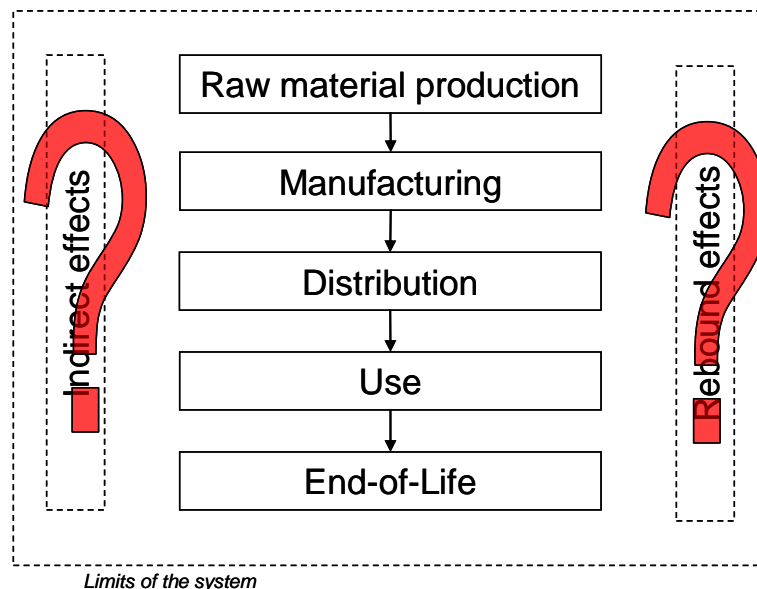 Raw material production
Manufacturing
Distribution
Use
End-of-Life
Indirect effects
Rebound effects
Limits of the system